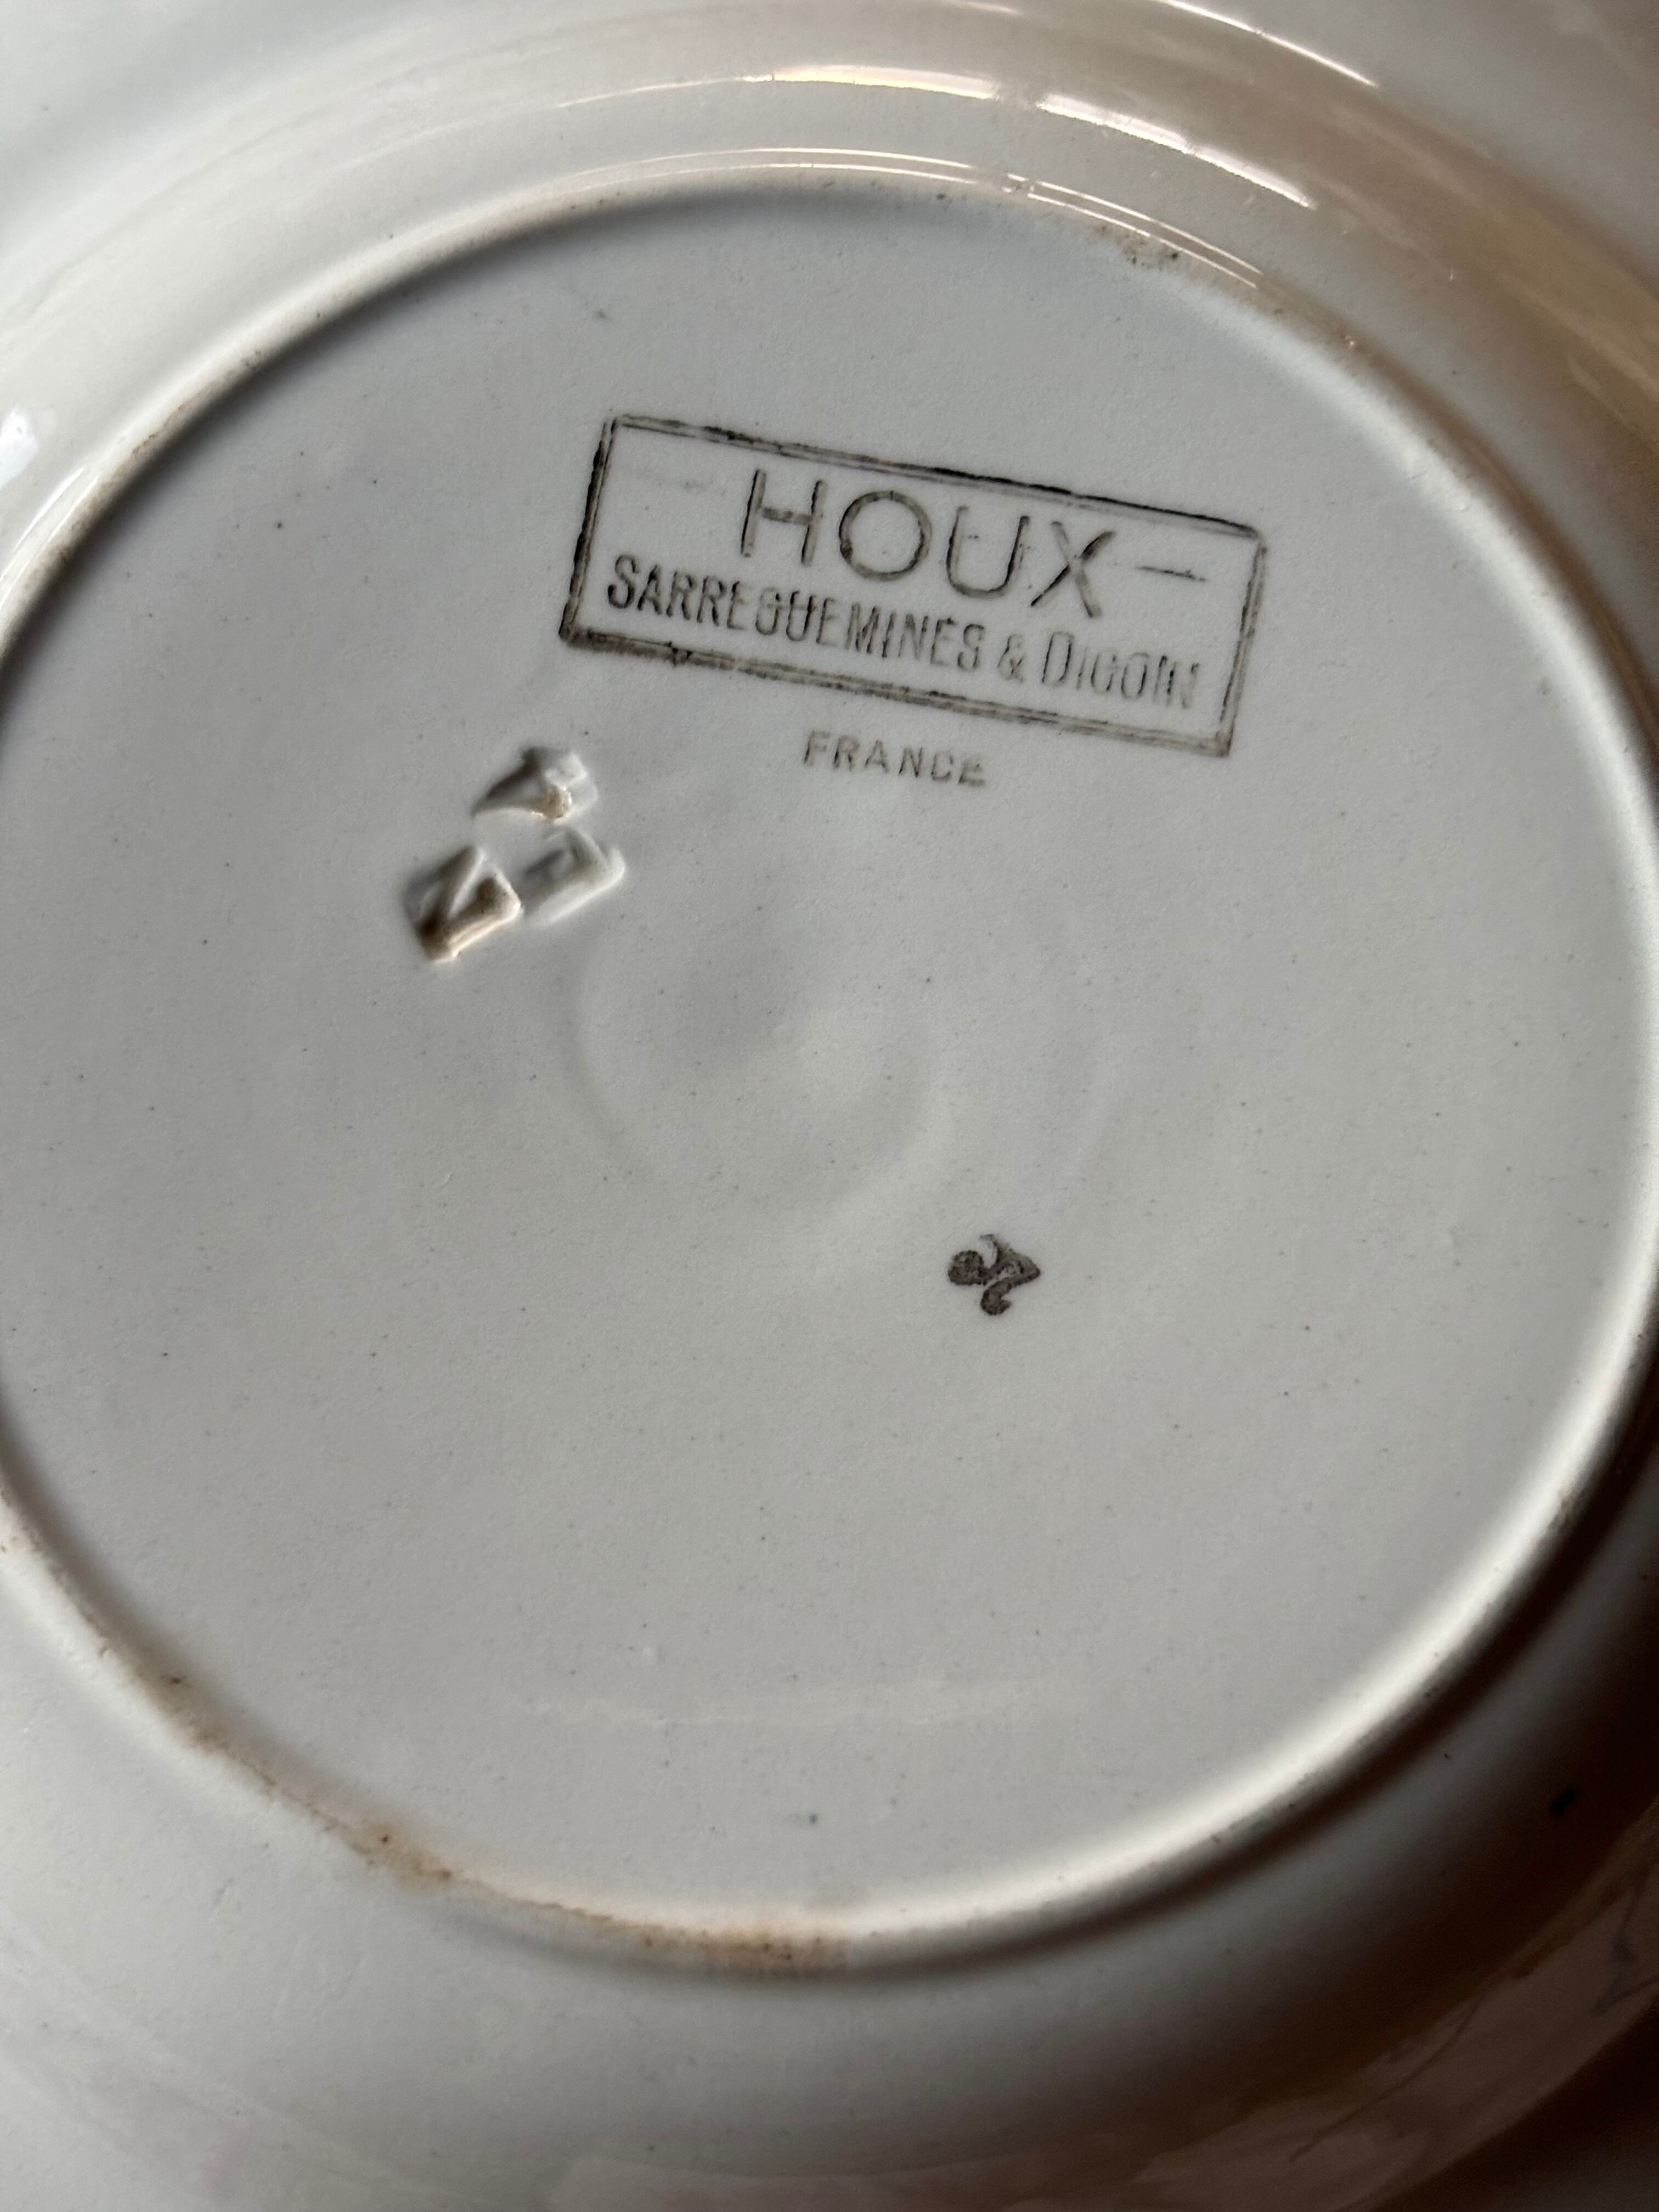 — HOUX —
SARREGUEMINES & DIGOIN
FRANCE